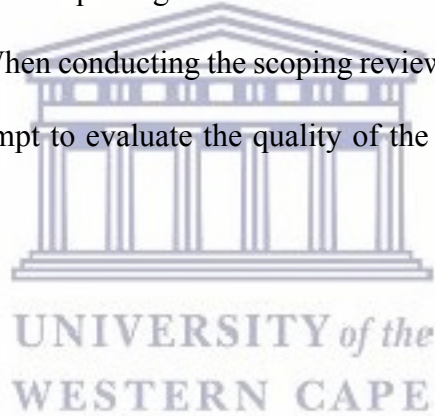 When conducting the scoping review
mpt to evaluate the quality of the
UNIVERSITY of the
WESTERN CAPE